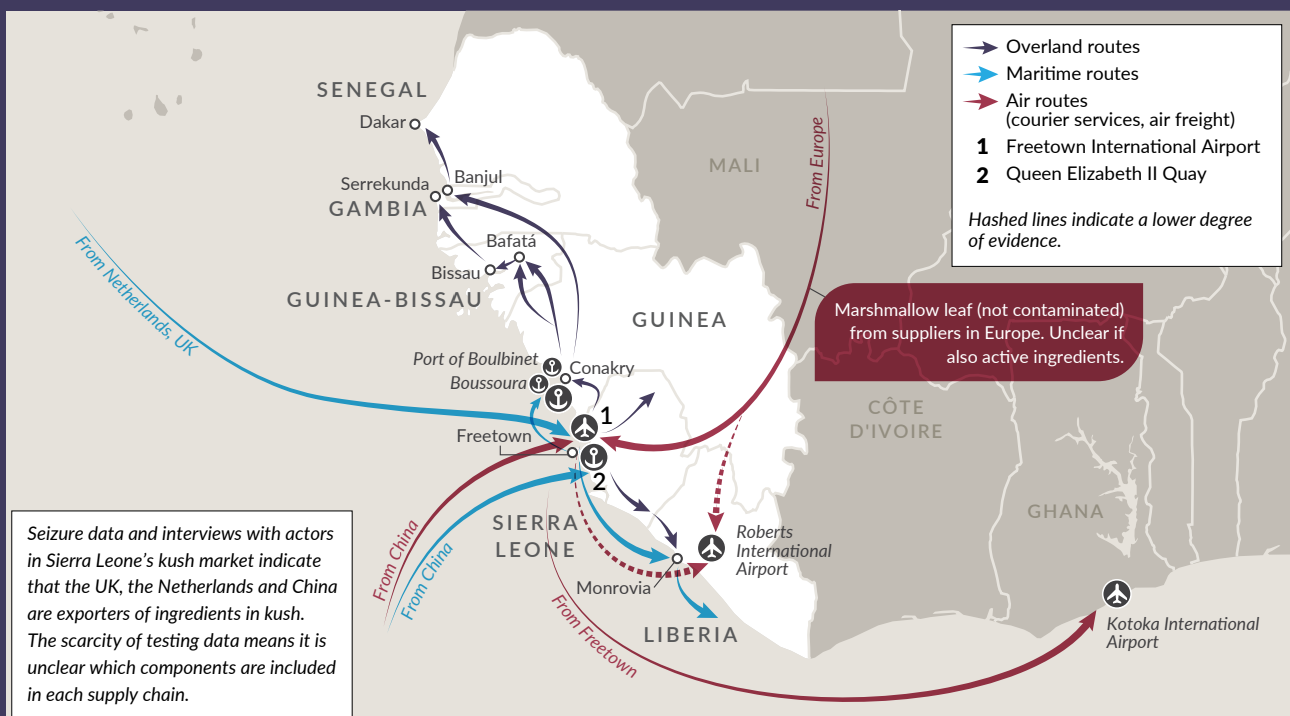 SENEGAL
Dakar
Banjul
Serrekunda
GAMBIA
Bafatá
Bissau
GUINEA-BISSAU
GUINEA
MALI
From Europe
Overland routes
Maritime routes
Air routes
(courier services, air freight)
1 Freetown International Airport
2 Queen Elizabeth II Quay
Hashed lines indicate a lower degree
of evidence.
From Netherlands, UK
Marshmallow leaf (not contaminated)
from suppliers in Europe. Unclear if
also active ingredients.
Port of Boulbinet
Boussoura
Conakry
1
Freetown
2
CÔTE
D'IVOIRE
GHANA
SIERRA
LEONE
From China
From China
Roberts
International
Airport
Monrovia
LIBERIA
From Freetown
Kotoka International
Airport
Seizure data and interviews with actors
in Sierra Leone’s kush market indicate
that the UK, the Netherlands and China
are exporters of ingredients in kush.
The scarcity of testing data means it is
unclear which components are included
in each supply chain.